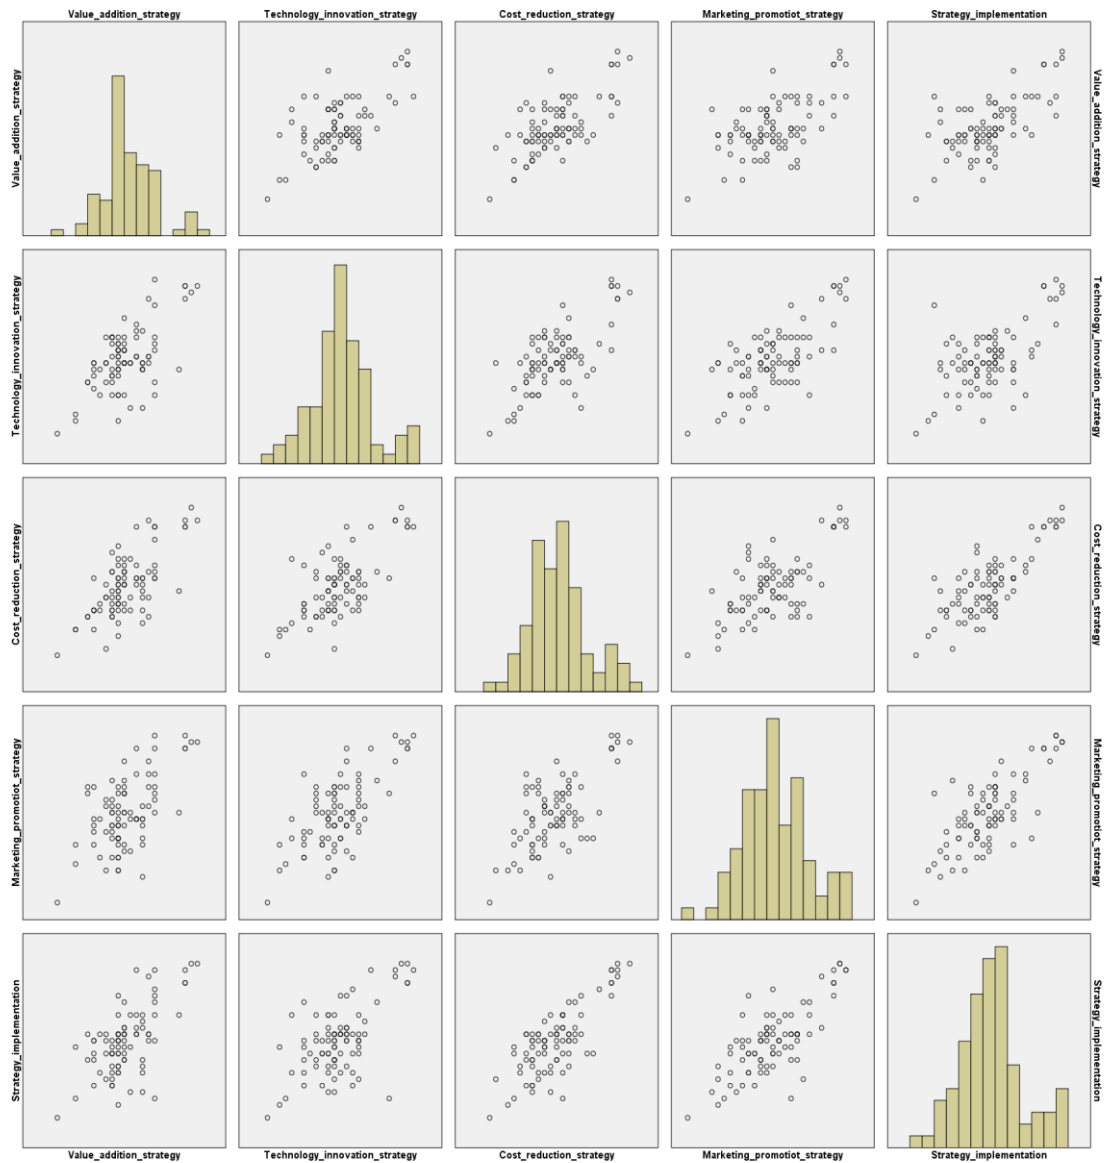 Value_addition_strategy
Technology_innovation_strategy
Cost_reduction_strategy
Marketing_promotiot_strategy
Strategy_implementation
Value_addition_strategy
Value_addition_strategy
Technology_innovation_strategy
Technology_innovation_strategy
Cost_reduction_strategy
Cost_reduction_strategy
Marketing_promotiot_strategy
Marketing_promotiot_strategy
Strategy_implementation
Strategy_implementation
Value_addition_strategy
Technology_innovation_strategy
Cost_reduction_strategy
Marketing_promotiot_strategy
Strategy_implementation